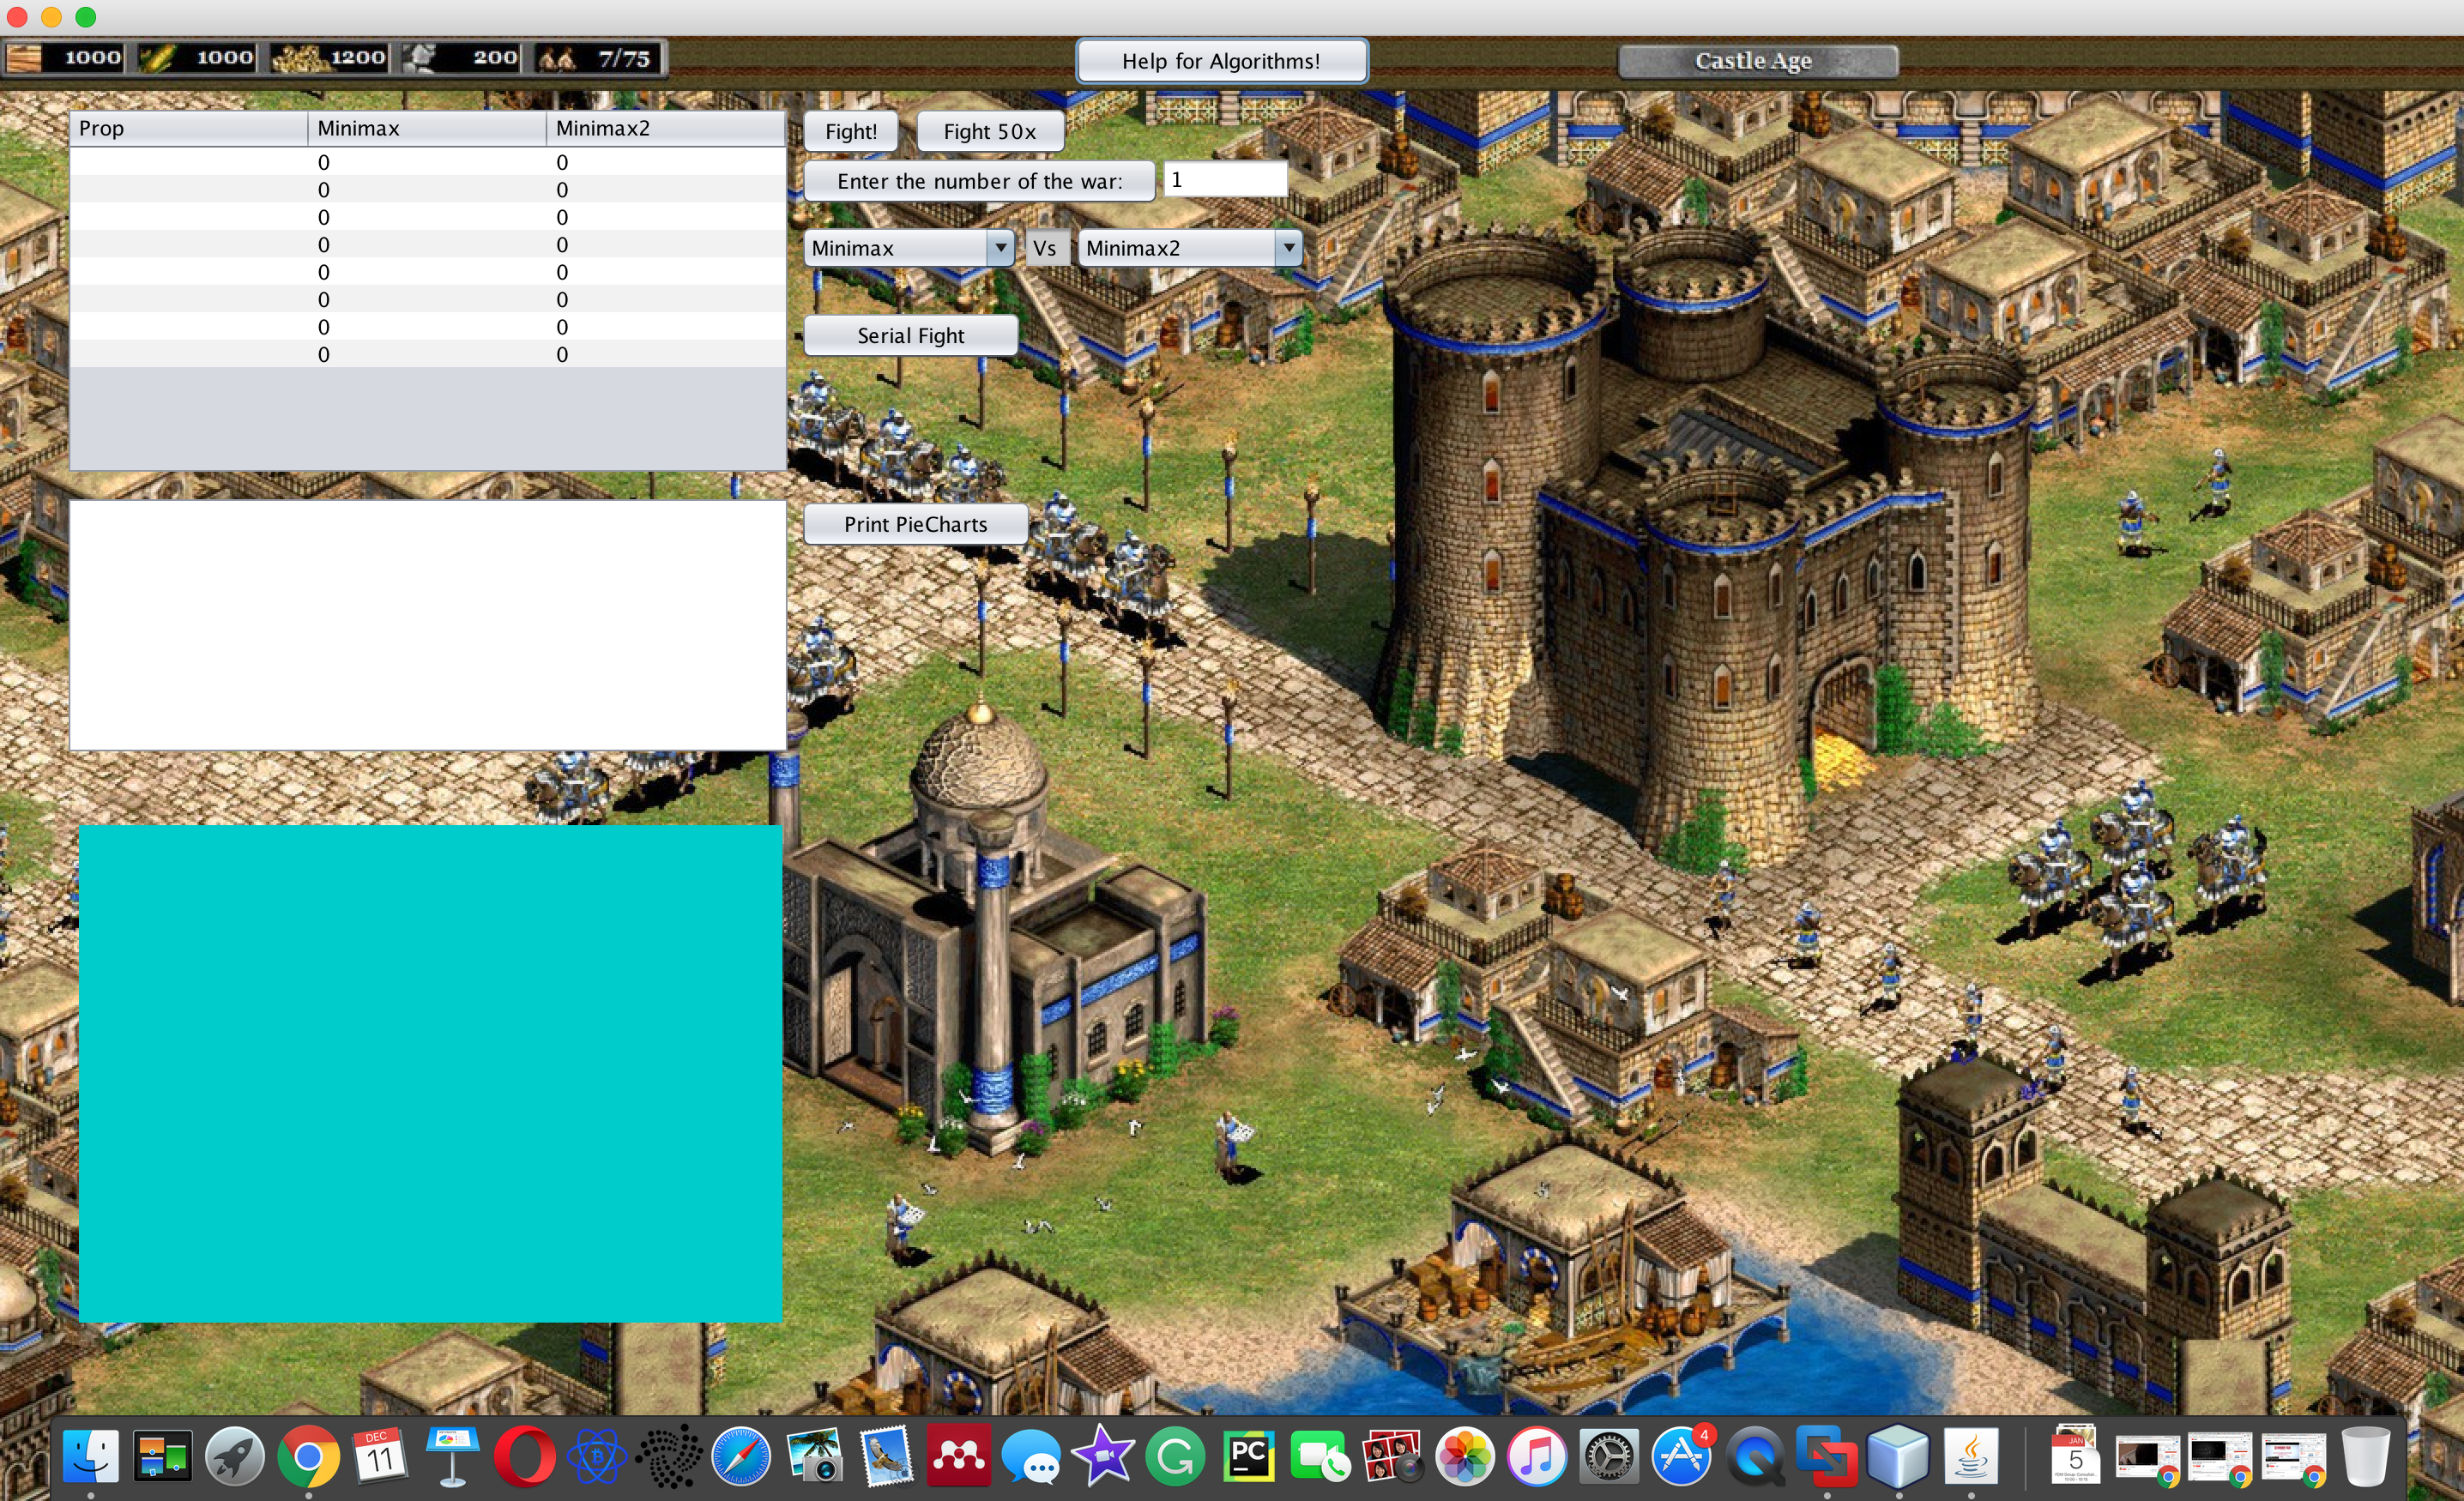 1000 1000 1200 200 7/75 Help for Algorithms! Castle Age
Prop Minimax Minimax2
0 0
0 0
0 0
0 0
0 0
0 0
0 0
0 0
Fight! Fight 50x
Enter the number of the war: 1
Minimax Vs Minimax2
Serial Fight
Print PieCharts
DEC
11
G
PC
4
JAN
5